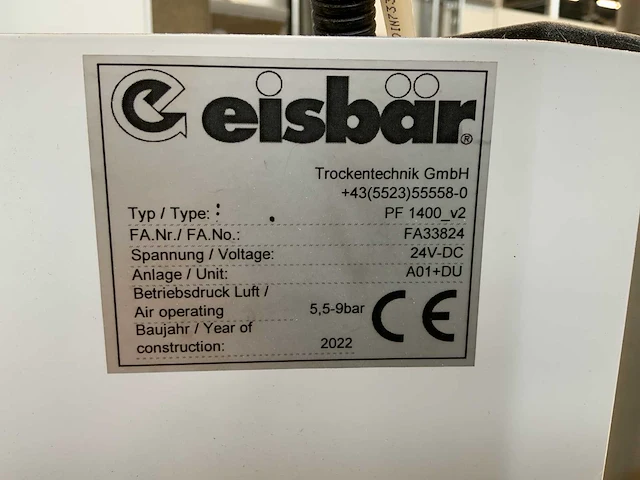 eisbär®
Trockentechnik GmbH
+43(5523)55558-0
Typ / Type: PF 1400_v2
FA.Nr./ FA.No.: FA33824
Spannung / Voltage: 24V-DC
Anlage / Unit: A01+DU
Betriebsdruck Luft /
Air operating 5,5-9bar
Baujahr / Year of
construction: 2022
CE